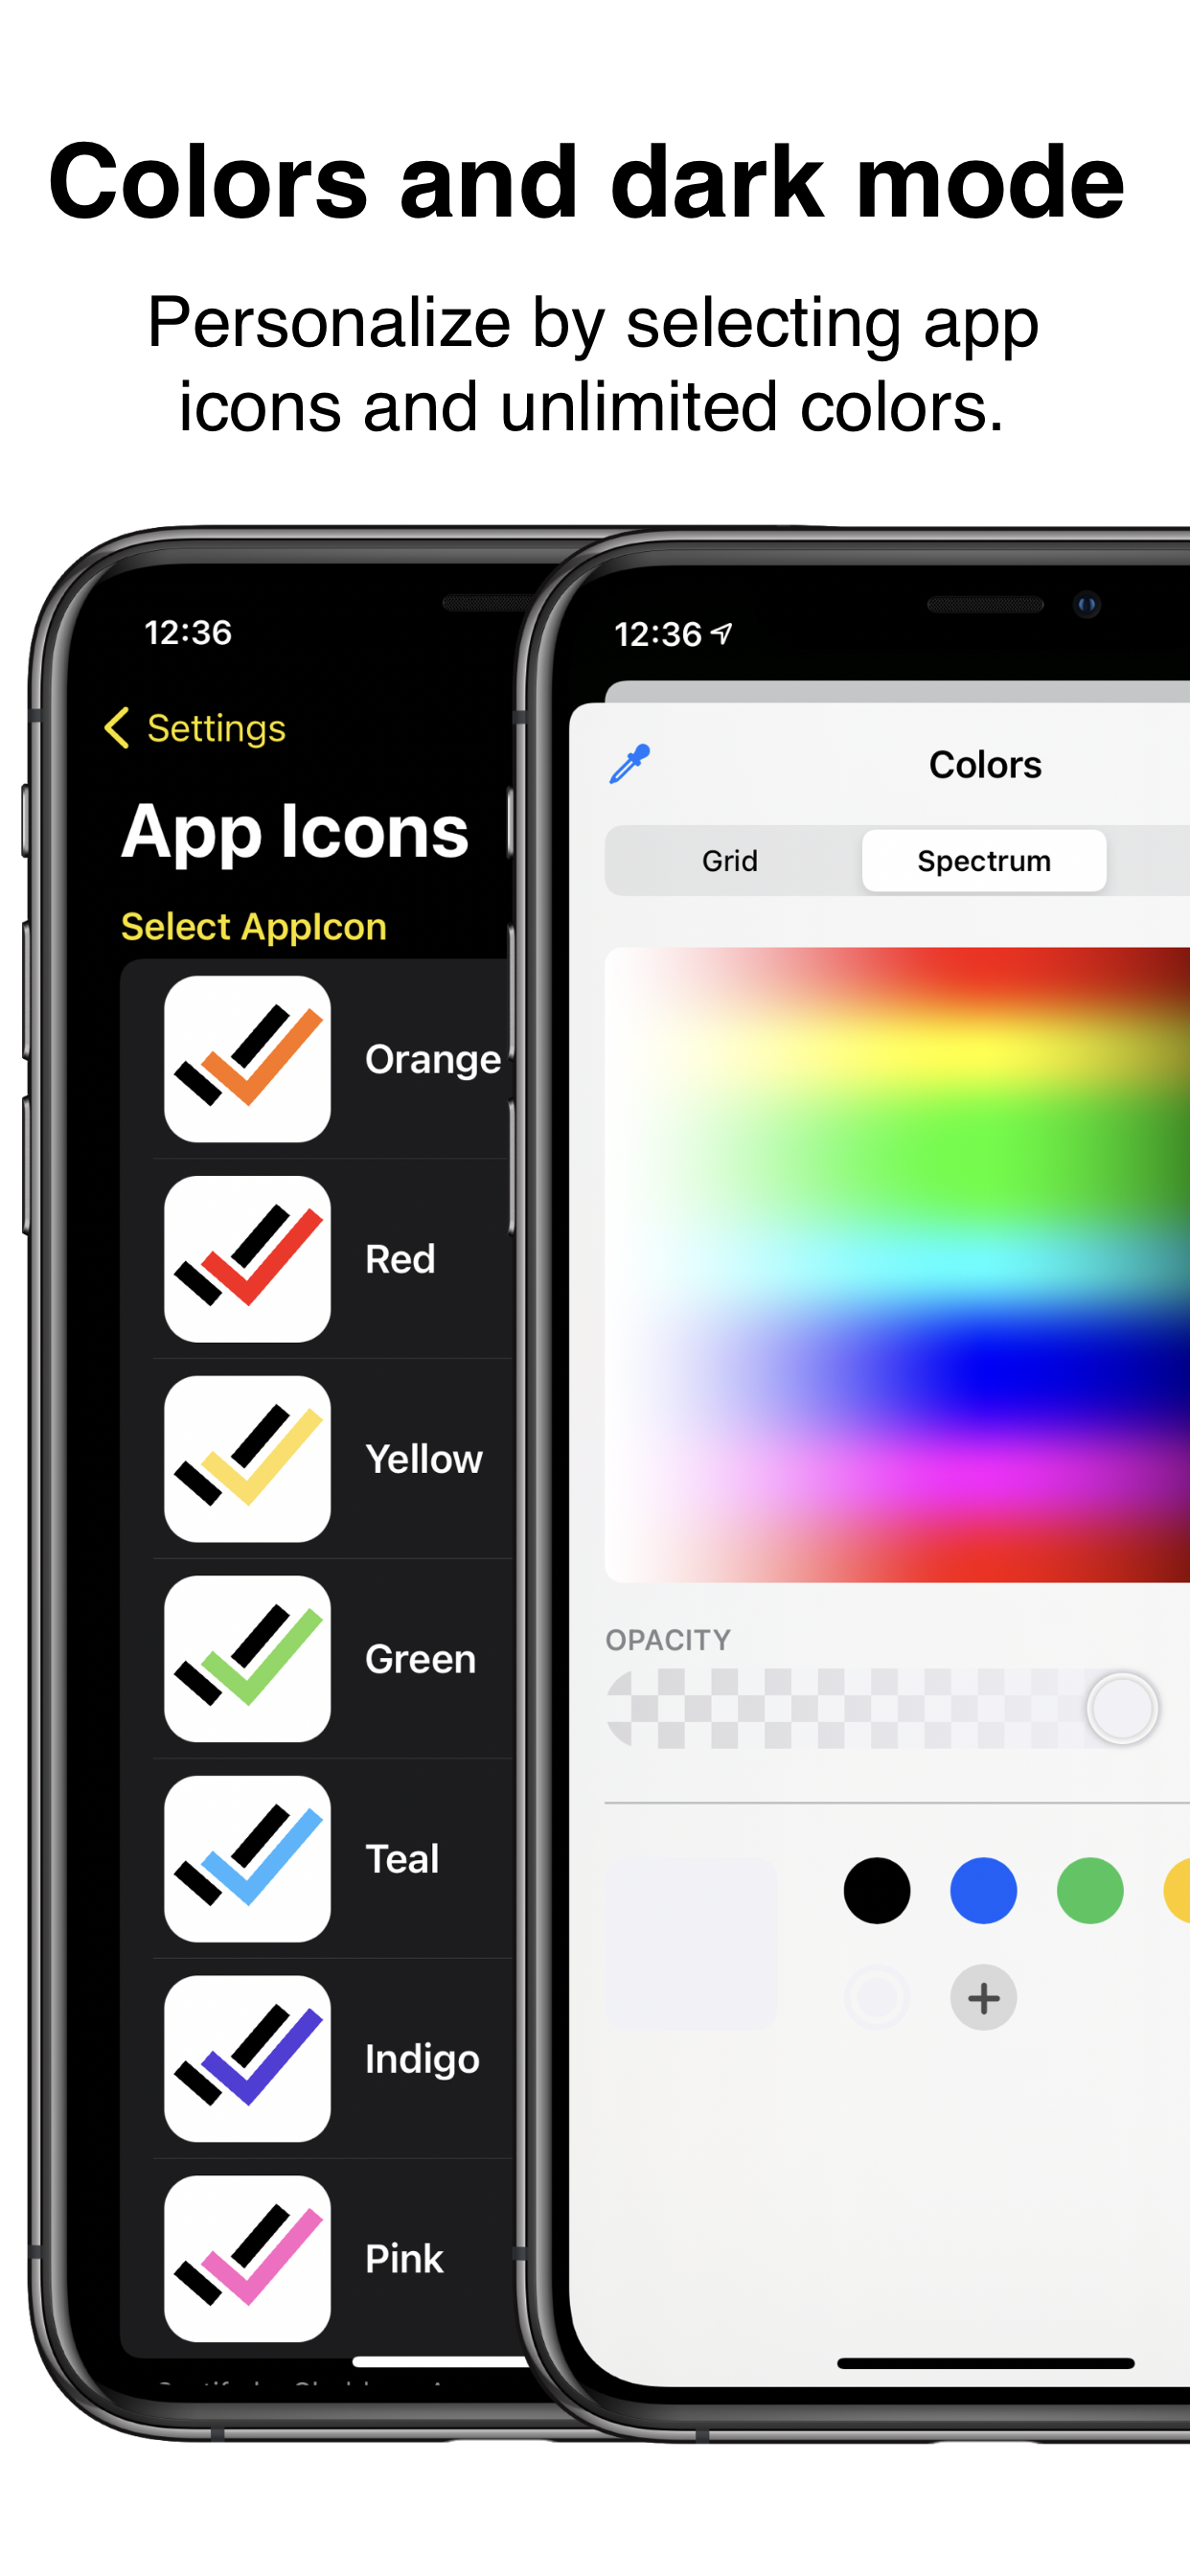 Colors and dark mode
Personalize by selecting app
icons and unlimited colors.
12:36
Settings
App Icons
Select AppIcon
Orange
Red
Yellow
Green
Teal
Indigo
Pink
12:36
Colors
Grid
Spectrum
OPACITY